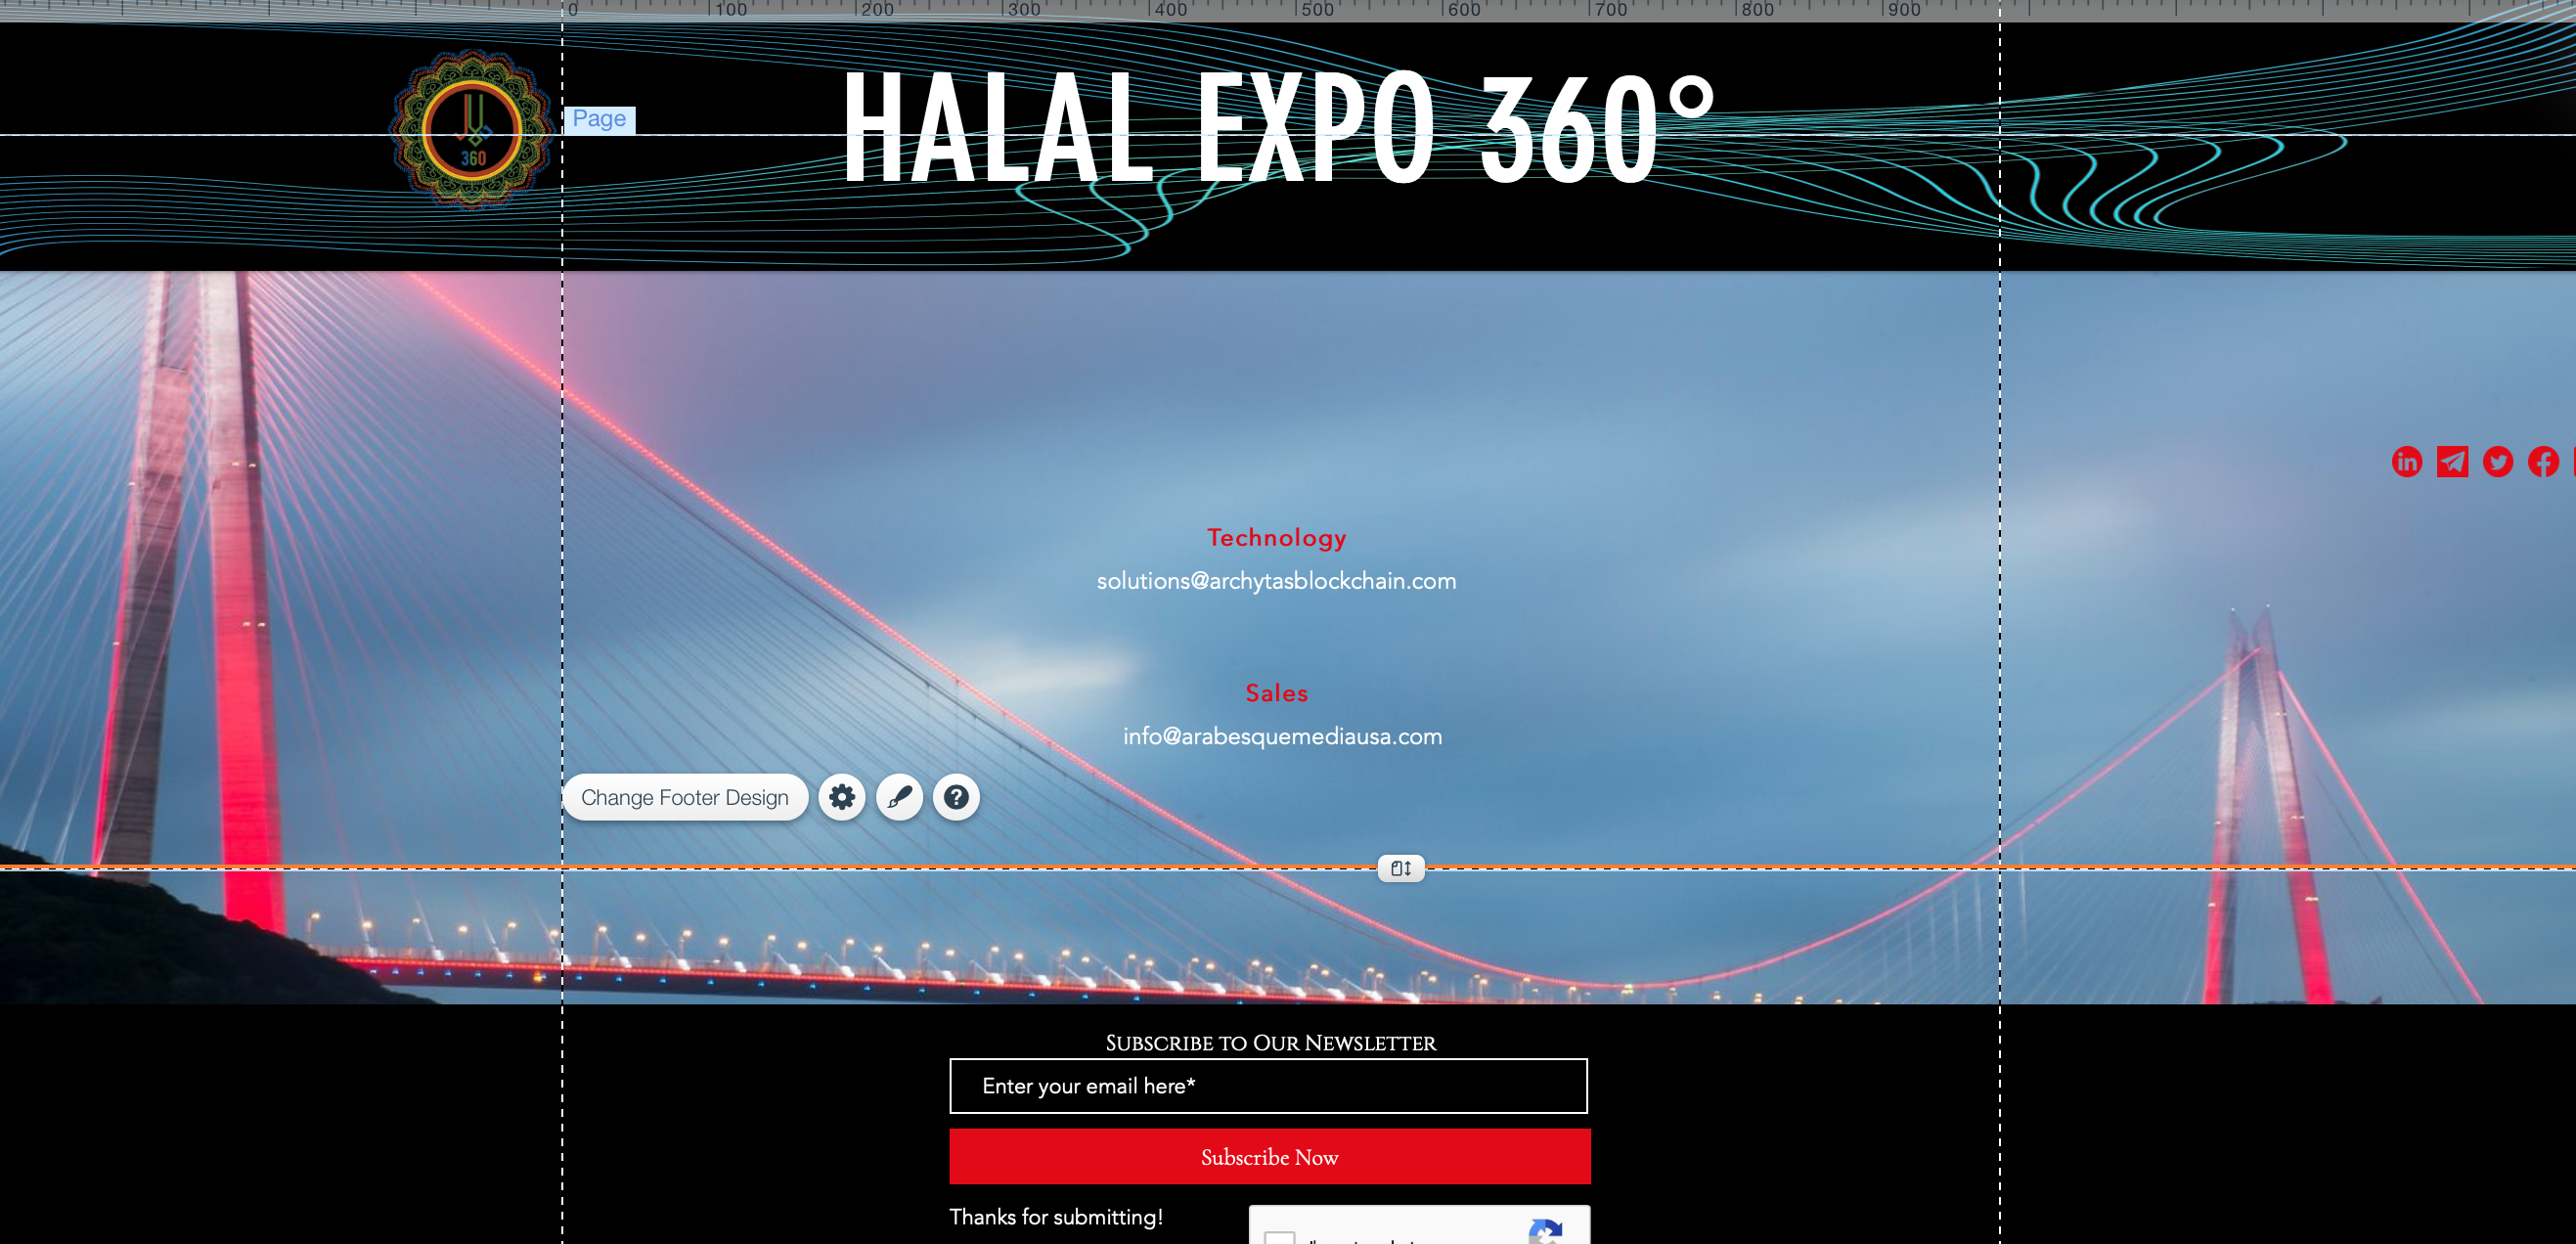 0 100 200 300 400 500 600 700 800 900
360
Page
HALAL EXPO 360°
Technology
solutions@archytasblockchain.com
Sales
info@arabesquemediausa.com
Change Footer Design
Subscribe to Our Newsletter
Enter your email here*
Subscribe Now
Thanks for submitting!